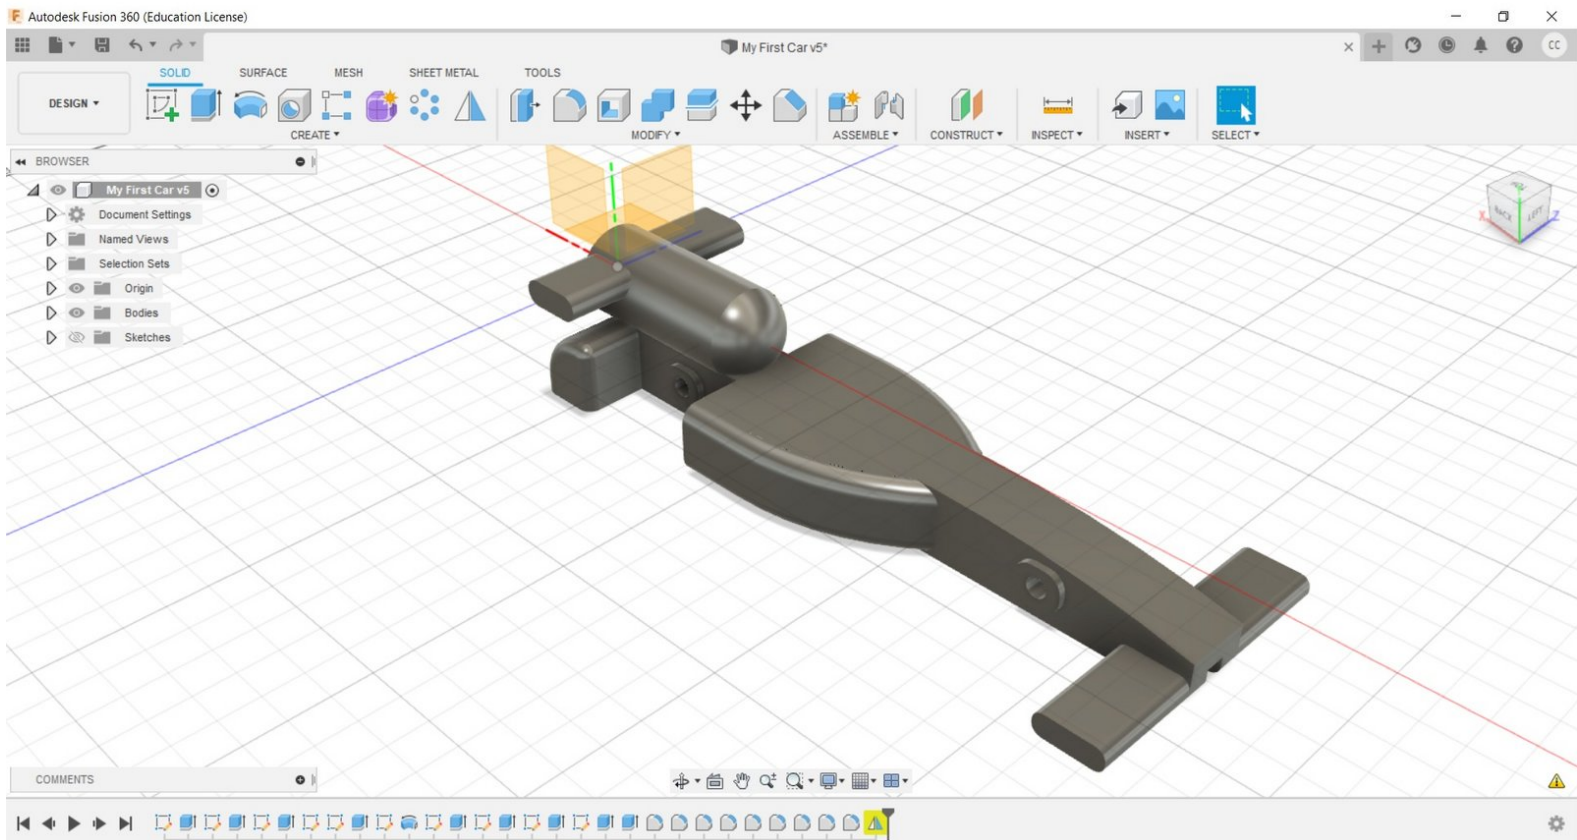 Autodesk Fusion 360 (Education License)
My First Car v5*
CC
SOLID SURFACE MESH SHEET METAL TOOLS
DESIGN
CREATE MODIFY ASSEMBLE CONSTRUCT INSPECT INSERT SELECT
BROWSER
My First Car v5
Document Settings
Named Views
Selection Sets
Origin
Bodies
Sketches
BACK LEFT
X Z
COMMENTS